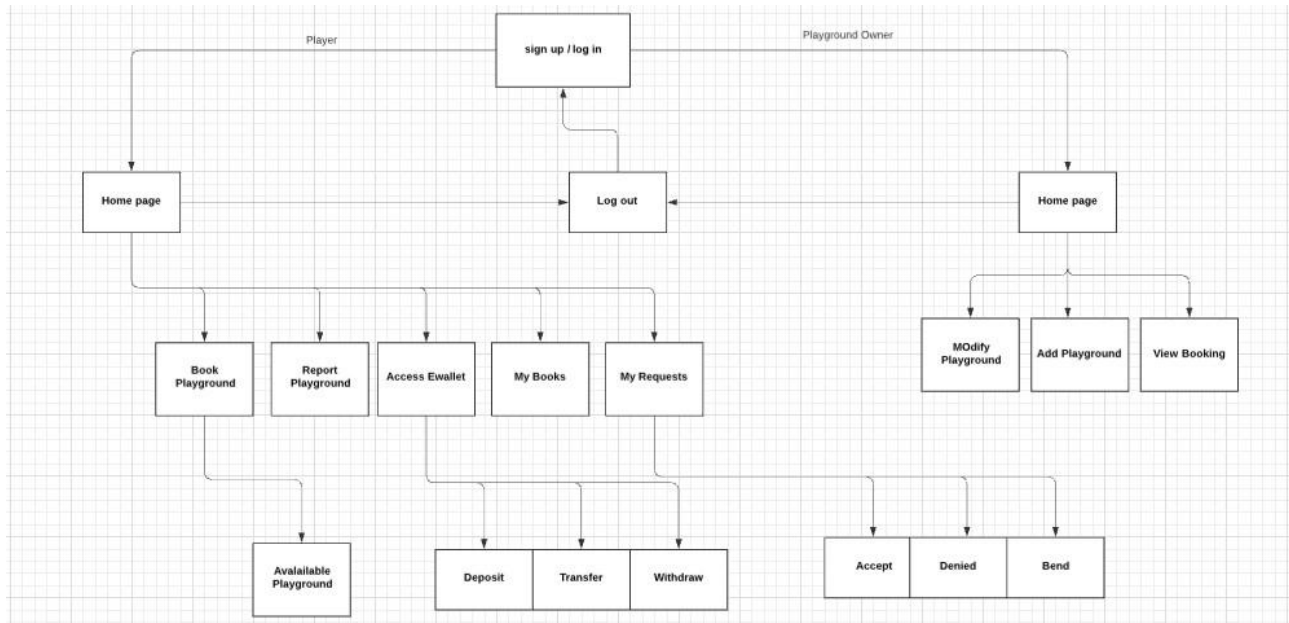 Player
sign up / log in
Playground Owner
Home page
Log out
Home page
Book
Playground
Report
Playground
Access Ewallet
My Books
My Requests
MOdify
Playground
Add Playground
View Booking
Avalailable
Playground
Deposit
Transfer
Withdraw
Accept
Denied
Bend